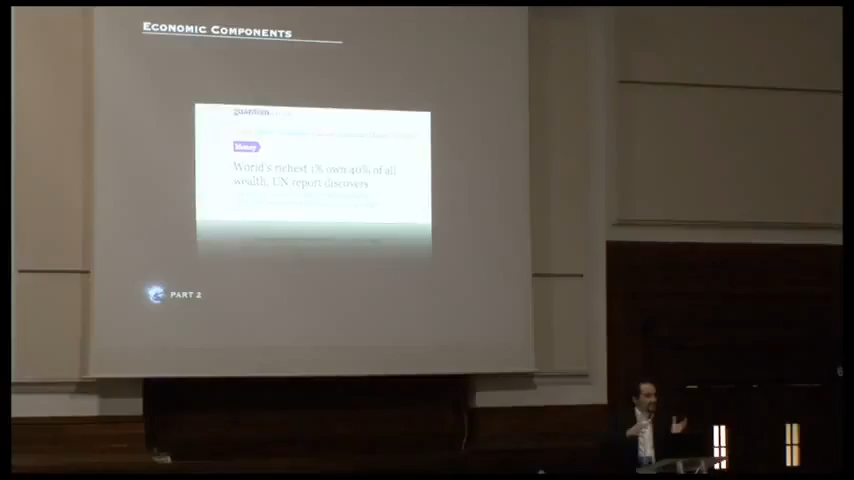 Economic Components
guardian
Money
World's richest 1% own 40% of all
wealth, UN report discovers
PART 2